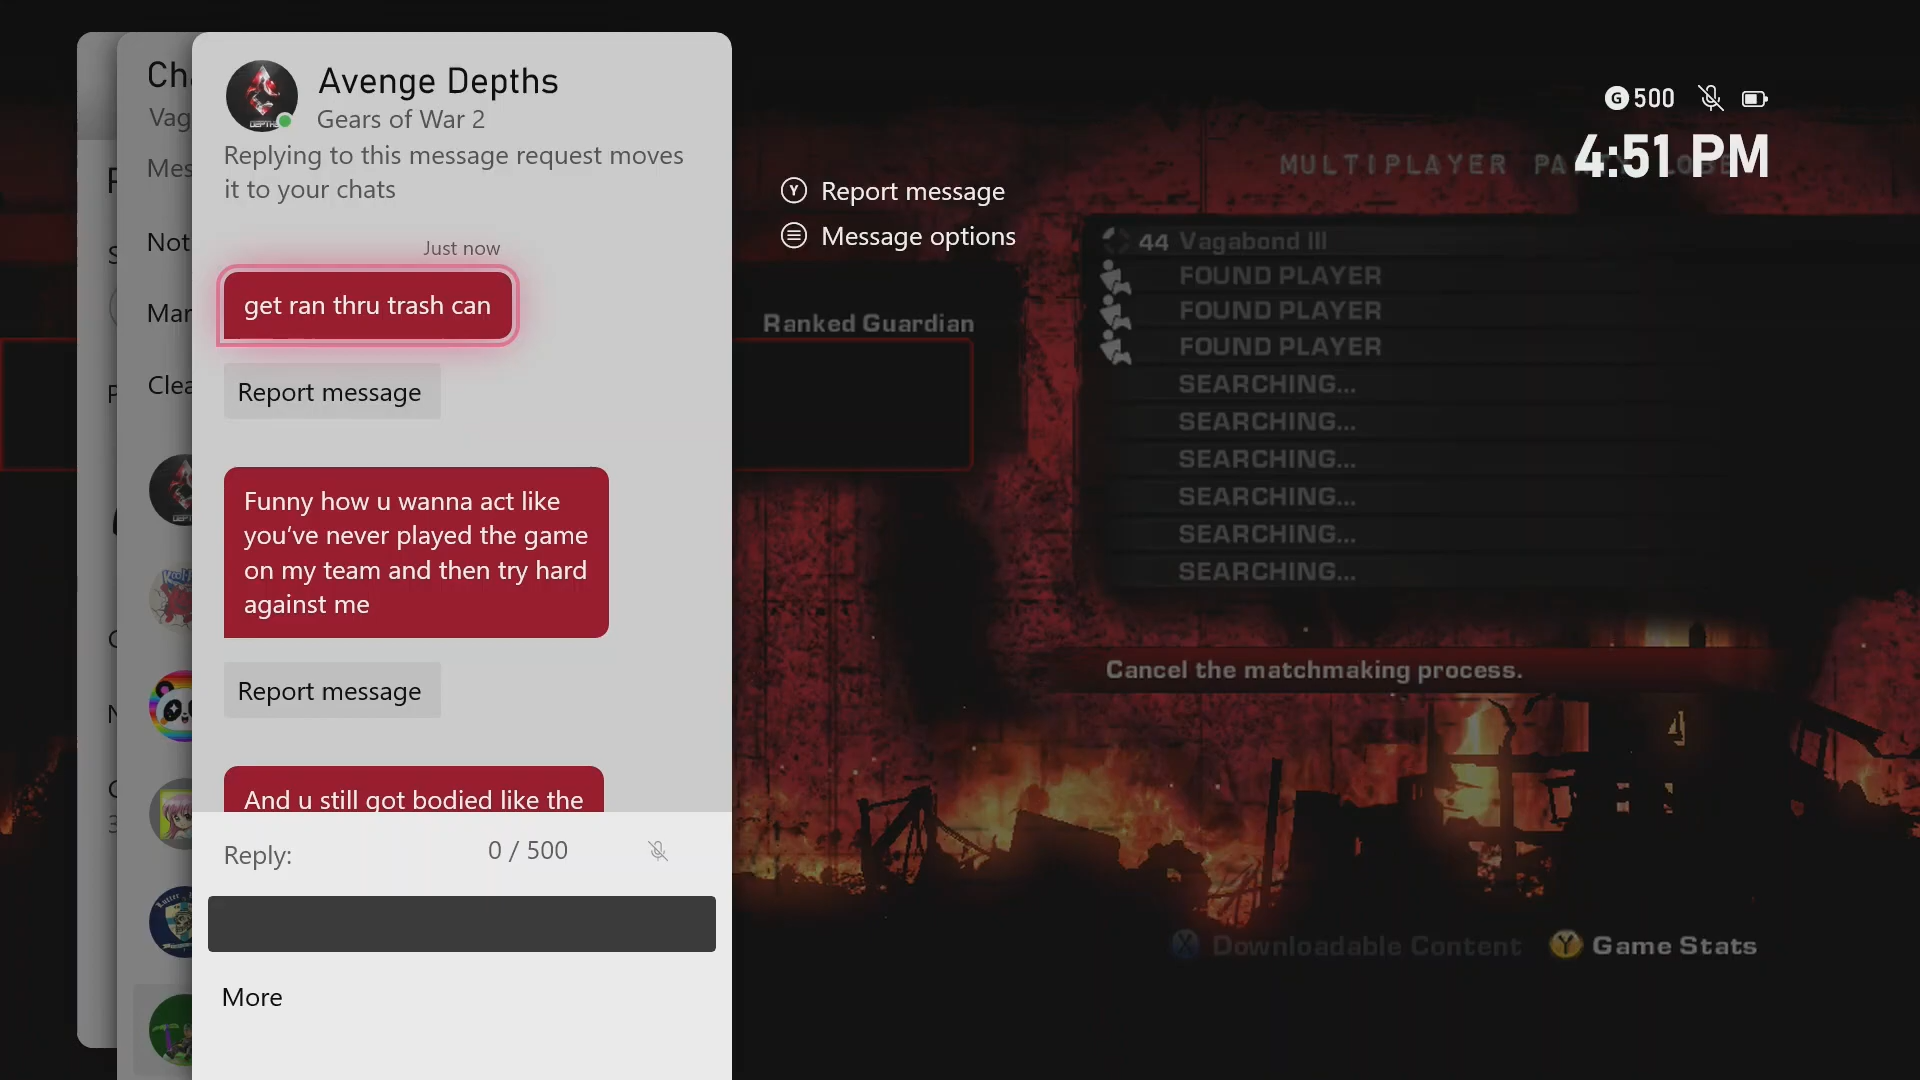 Avenge Depths
Gears of War 2
Replying to this message request moves
it to your chats
Just now
get ran thru trash can
Report message
Funny how u wanna act like
you've never played the game
on my team and then try hard
against me
Report message
And u still got bodied like the
Reply:
0 / 500
More
Cha
Vag
Mes
Not
Mar
Clea
Report message
Message options
Ranked Guardian
500
4:51 PM
MULTIPLAYER PA
44 Vagabond III
FOUND PLAYER
FOUND PLAYER
FOUND PLAYER
SEARCHING...
SEARCHING...
SEARCHING...
SEARCHING...
SEARCHING...
SEARCHING...
Cancel the matchmaking process.
X Downloadable Content
Y Game Stats